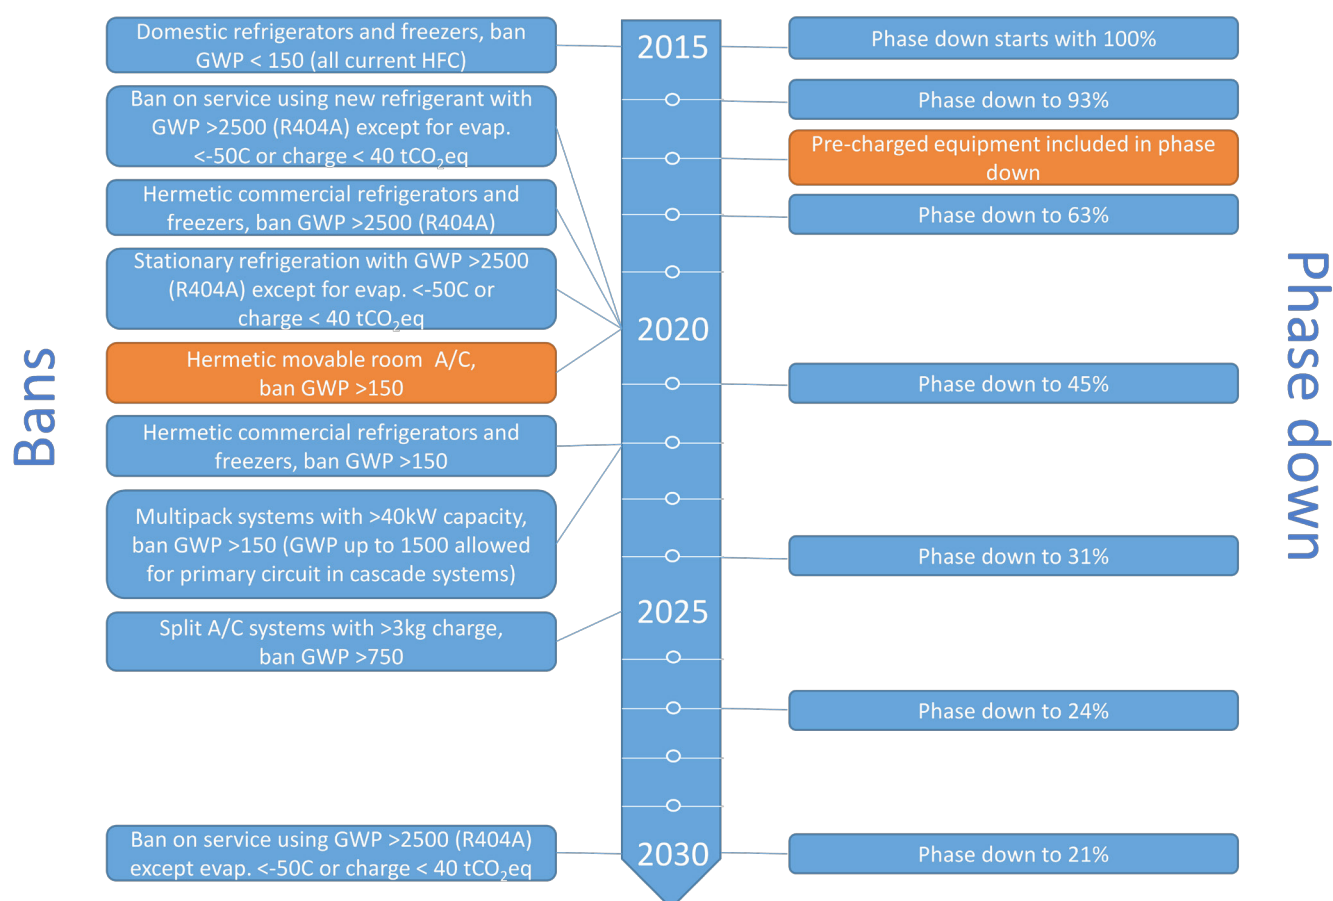 Bans
Domestic refrigerators and freezers, ban
GWP < 150 (all current HFC)
Ban on service using new refrigerant with
GWP >2500 (R404A) except for evap.
<-50C or charge < 40 tCO₂eq
Hermetic commercial refrigerators and
freezers, ban GWP >2500 (R404A)
Stationary refrigeration with GWP >2500
(R404A) except for evap. <-50C or
charge < 40 tCO₂eq
Hermetic movable room A/C,
ban GWP >150
Hermetic commercial refrigerators and
freezers, ban GWP >150
Multipack systems with >40kW capacity,
ban GWP >150 (GWP up to 1500 allowed
for primary circuit in cascade systems)
Split A/C systems with >3kg charge,
ban GWP >750
Ban on service using GWP >2500 (R404A)
except evap. <-50C or charge < 40 tCO₂eq
2015
2020
2025
2030
Phase down starts with 100%
Phase down to 93%
Pre-charged equipment included in phase
down
Phase down to 63%
Phase down to 45%
Phase down to 31%
Phase down to 24%
Phase down to 21%
Phase down